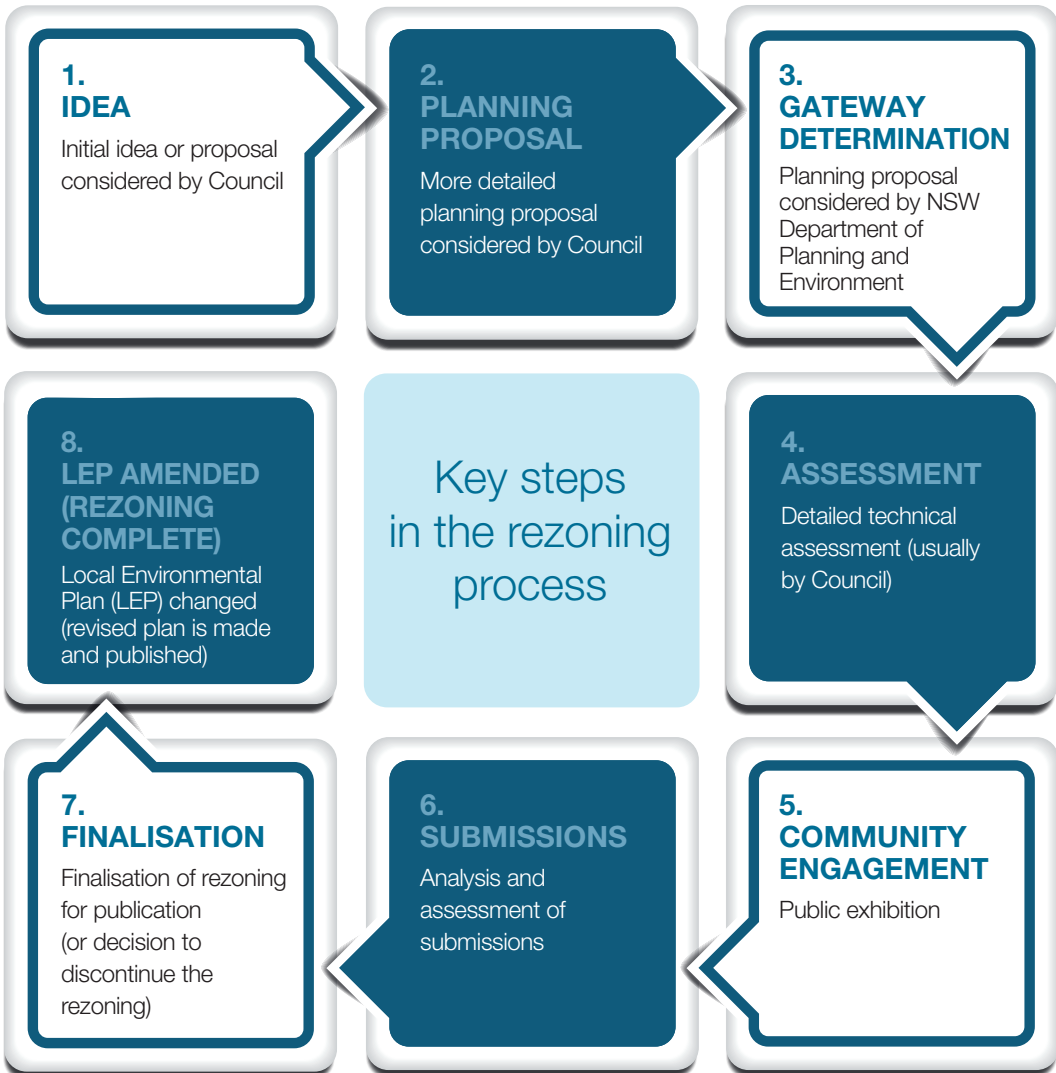 1.
IDEA
Initial idea or proposal
considered by Council
2.
PLANNING
PROPOSAL
More detailed
planning proposal
considered by Council
3.
GATEWAY
DETERMINATION
Planning proposal
considered by NSW
Department of
Planning and
Environment
Key steps
in the rezoning
process
4.
ASSESSMENT
Detailed technical
assessment (usually
by Council)
5.
COMMUNITY
ENGAGEMENT
Public exhibition
6.
SUBMISSIONS
Analysis and
assessment of
submissions
7.
FINALISATION
Finalisation of rezoning
for publication
(or decision to
discontinue the
rezoning)
8.
LEP AMENDED
(REZONING
COMPLETE)
Local Environmental
Plan (LEP) changed
(revised plan is made
and published)